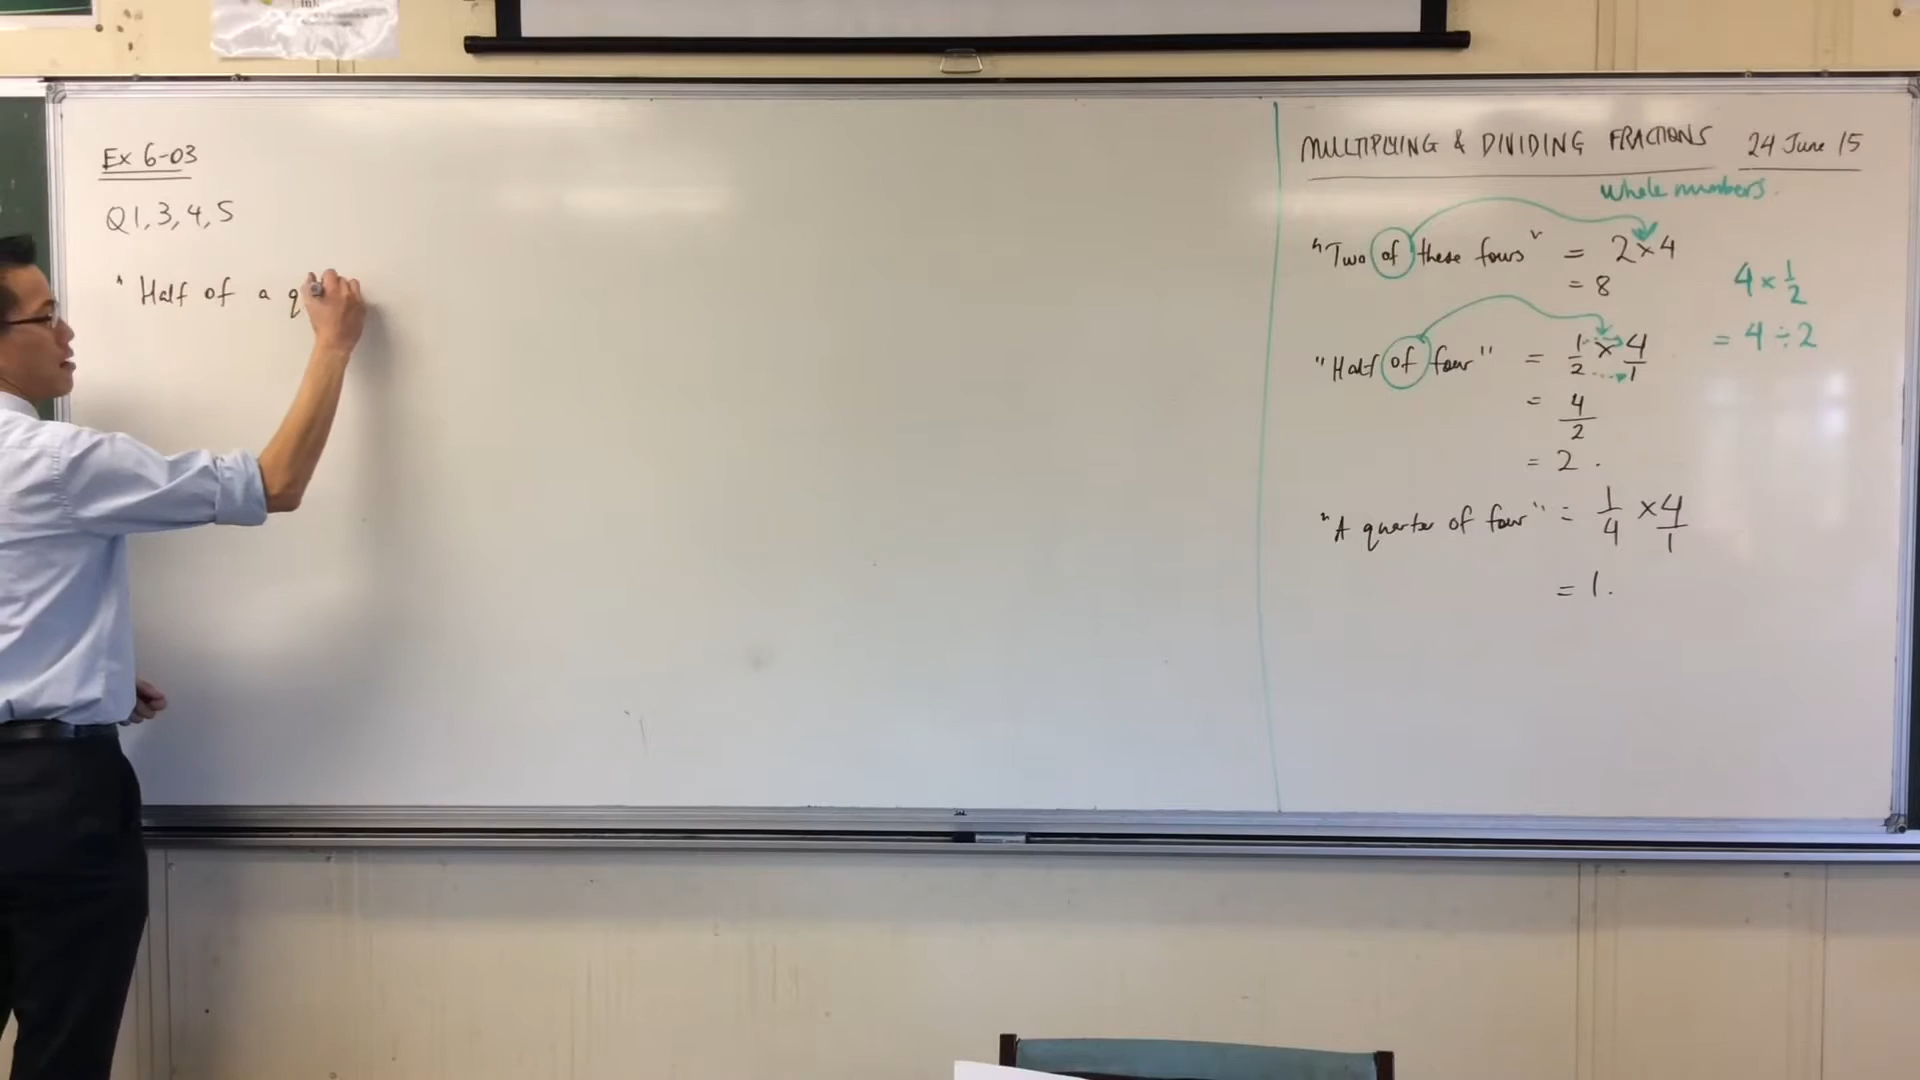 Ex 6-03
Q1, 3, 4, 5
" Half of a q
MULTIPLYING & DIVIDING FRACTIONS 24 June 15
whole numbers.
"Two of these fours" = 2 × 4
= 8
4 × 1/2
= 4 ÷ 2
"Half of four" = 1/2 × 4/1
= 4/2
= 2 .
"A quarter of four" = 1/4 × 4/1
= 1.